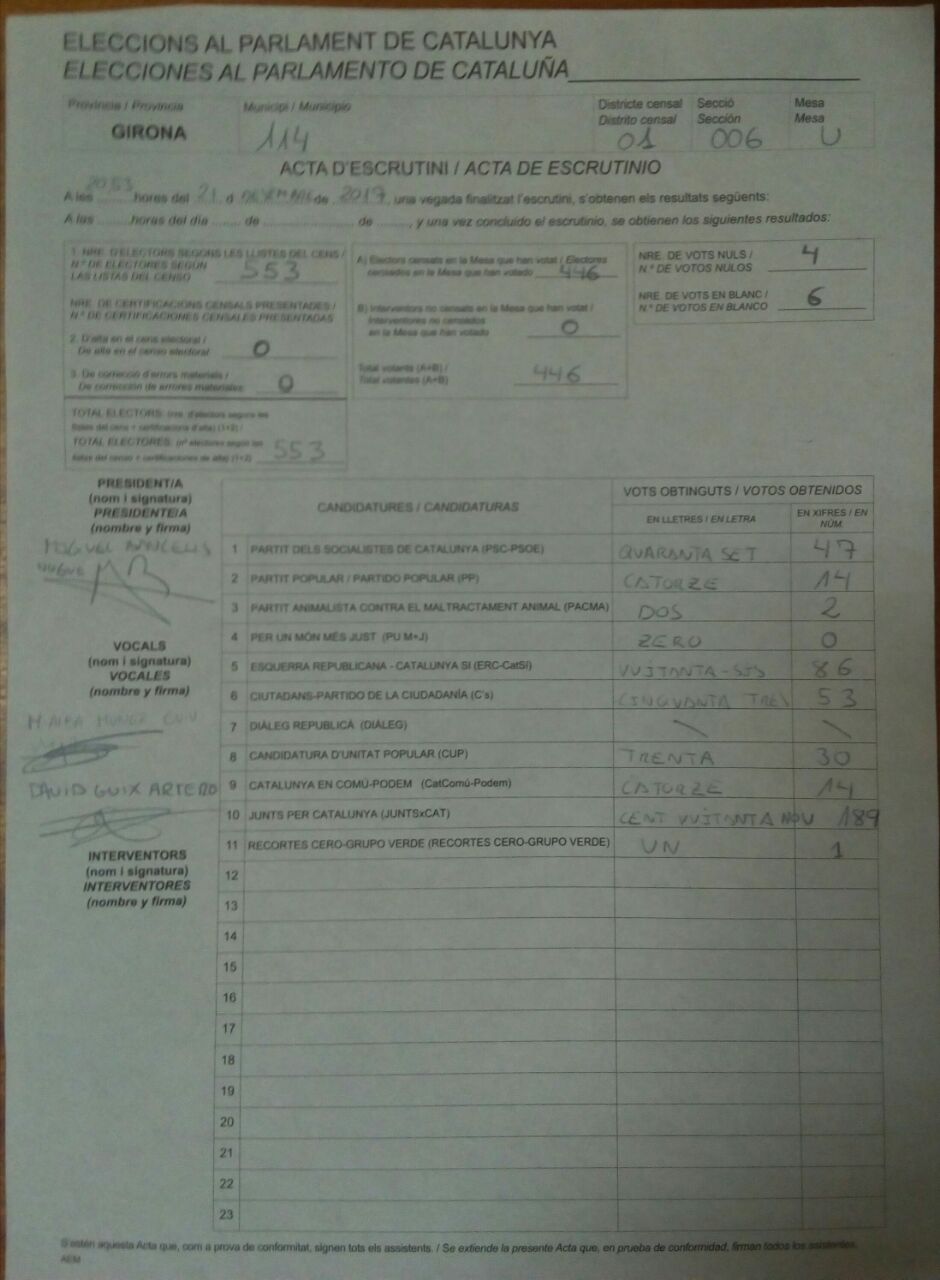 ELECCIONS AL PARLAMENT DE CATALUNYA
ELECCIONES AL PARLAMENTO DE CATALUÑA
Província / Provincia
GIRONA
Municipi / Municipio
114
Districte censal
Distrito censal
01
Secció
Sección
006
Mesa
Mesa
U
ACTA D'ESCRUTINI / ACTA DE ESCRUTINIO
A les 2053 hores del 21 d DESEMBRE de 2017, una vegada finalitzat l'escrutini, s'obtenen els resultats següents:
A las ........ horas del día ........ de ........................ de .........., y una vez concluido el escrutinio, se obtienen los siguientes resultados:
1. NRE. D'ELECTORS SEGONS LES LLISTES DEL CENS /
N.º DE ELECTORES SEGÚN
LAS LISTAS DEL CENSO 553
NRE. DE CERTIFICACIONS CENSALS PRESENTADES /
N.º DE CERTIFICACIONES CENSALES PRESENTADAS
2. D'alta en el cens electoral /
De alta en el censo electoral 0
3. De correcció d'errors materials /
De corrección de errores materiales 0
TOTAL ELECTORS: (nre. d'electors segons les
llistes del cens + certificacions d'alta) (1+2) /
TOTAL ELECTORES: (nº electores según las
listas del censo + certificaciones de alta) (1+2) 553
A) Electors censats en la Mesa que han votat / Electores
censados en la Mesa que han votado 446
B) Interventors no censats en la Mesa que han votat /
Interventores no censados
en la Mesa que han votado 0
Total votants (A+B) /
Total votantes (A+B) 446
NRE. DE VOTS NULS /
N.º DE VOTOS NULOS 4
NRE. DE VOTS EN BLANC /
N.º DE VOTOS EN BLANCO 6
PRESIDENT/A
(nom i signatura)
PRESIDENTE/A
(nombre y firma)
MIGUEL
VOCALS
(nom i signatura)
VOCALES
(nombre y firma)
DAVID GUIX ARTERO
INTERVENTORS
(nom i signatura)
INTERVENTORES
(nombre y firma)
CANDIDATURES / CANDIDATURAS
VOTS OBTINGUTS / VOTOS OBTENIDOS
EN LLETRES / EN LETRA
EN XIFRES / EN NÚM.
1 PARTIT DELS SOCIALISTES DE CATALUNYA (PSC-PSOE) QUARANTA SET 47
2 PARTIT POPULAR / PARTIDO POPULAR (PP) CATORZE 14
3 PARTIT ANIMALISTA CONTRA EL MALTRACTAMENT ANIMAL (PACMA) DOS 2
4 PER UN MÓN MÉS JUST (PU M+J) ZERO 0
5 ESQUERRA REPUBLICANA - CATALUNYA SÍ (ERC-CatSí) VUITANTA-SIS 86
6 CIUTADANS-PARTIDO DE LA CIUDADANÍA (C's) CINQUANTA TRES 53
7 DIÀLEG REPUBLICÀ (DIÀLEG) \ \
8 CANDIDATURA D'UNITAT POPULAR (CUP) TRENTA 30
9 CATALUNYA EN COMÚ-PODEM (CatComú-Podem) CATORZE 14
10 JUNTS PER CATALUNYA (JUNTSxCAT) CENT VUITANTA NOU 189
11 RECORTES CERO-GRUPO VERDE (RECORTES CERO-GRUPO VERDE) UN 1
12
13
14
15
16
17
18
19
20
21
22
23
S'estén aquesta Acta que, com a prova de conformitat, signen tots els assistents. / Se extiende la presente Acta que, en prueba de conformidad, firman todos los asistentes.